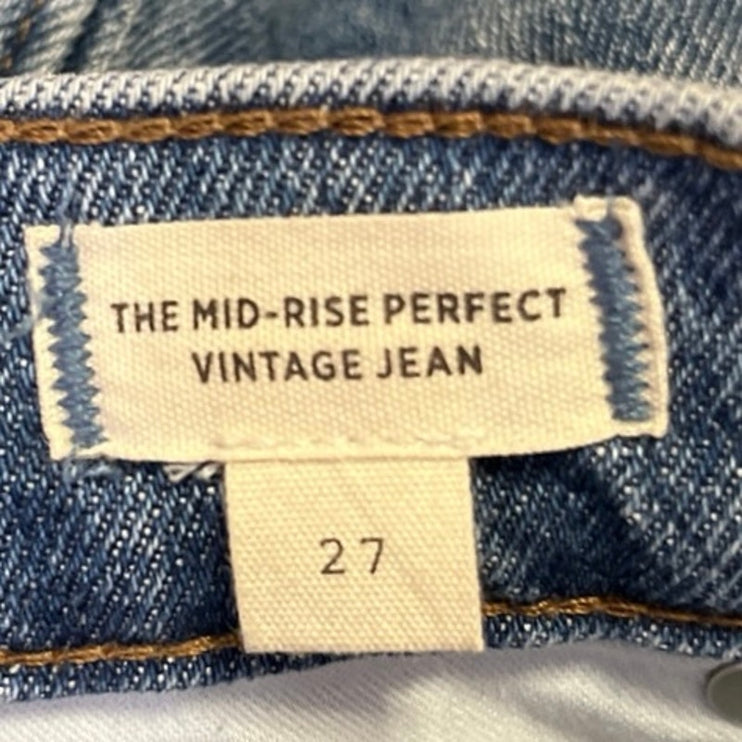 THE MID-RISE PERFECT
VINTAGE JEAN
27